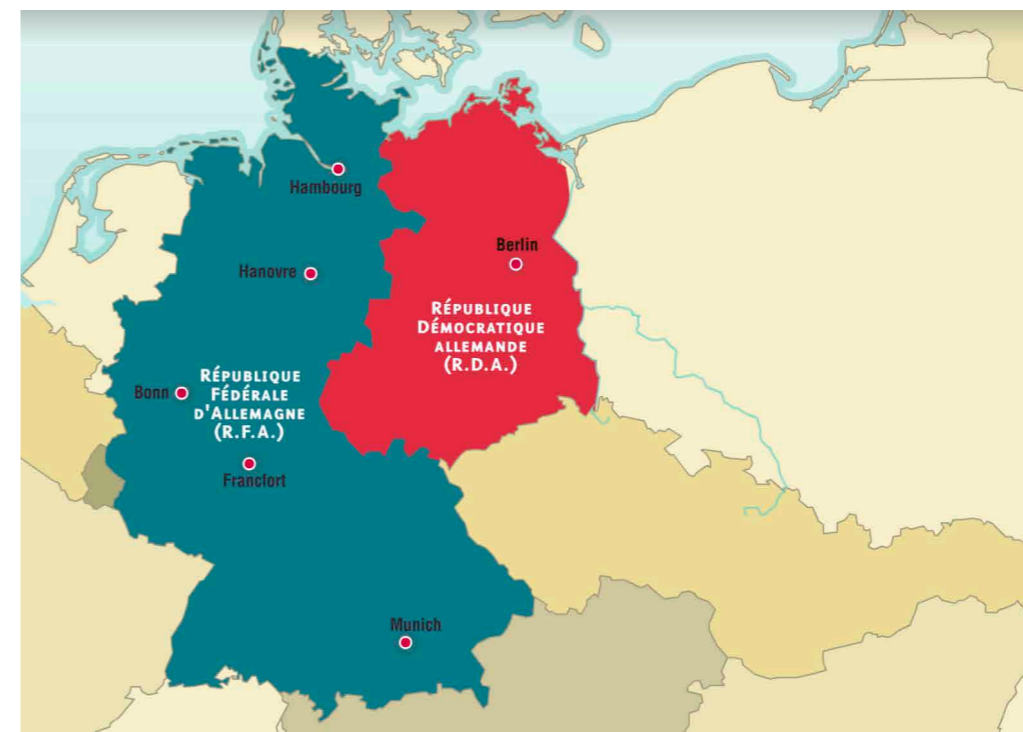 Hambourg
Berlin
Hanovre
RÉPUBLIQUE
DÉMOCRATIQUE
ALLEMANDE
(R.D.A.)
Bonn
RÉPUBLIQUE
FÉDÉRALE
D'ALLEMAGNE
(R.F.A.)
Francfort
Munich